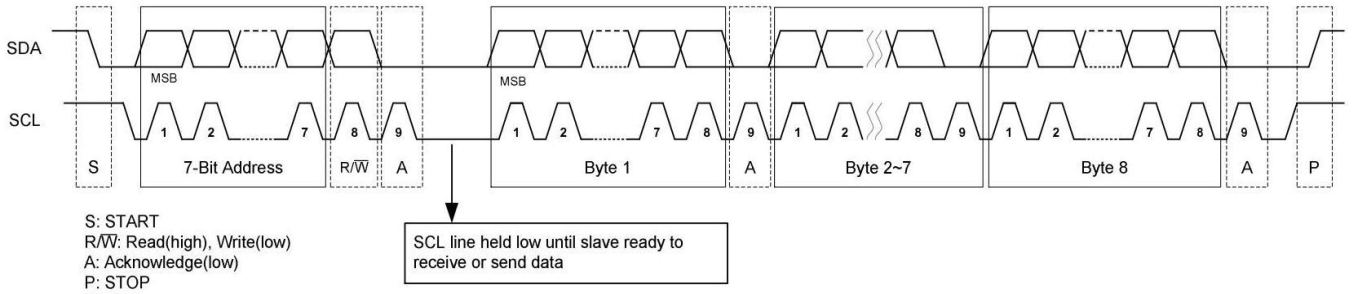 SDA
MSB
MSB
SCL
1 2 7 8 9 1 2 7 8 9 1 2 8 9 1 2 7 8 9
S 7-Bit Address R/W̅ A Byte 1 A Byte 2~7 Byte 8 A P
S: START
R/W̅: Read(high), Write(low)
A: Acknowledge(low)
P: STOP
SCL line held low until slave ready to
receive or send data